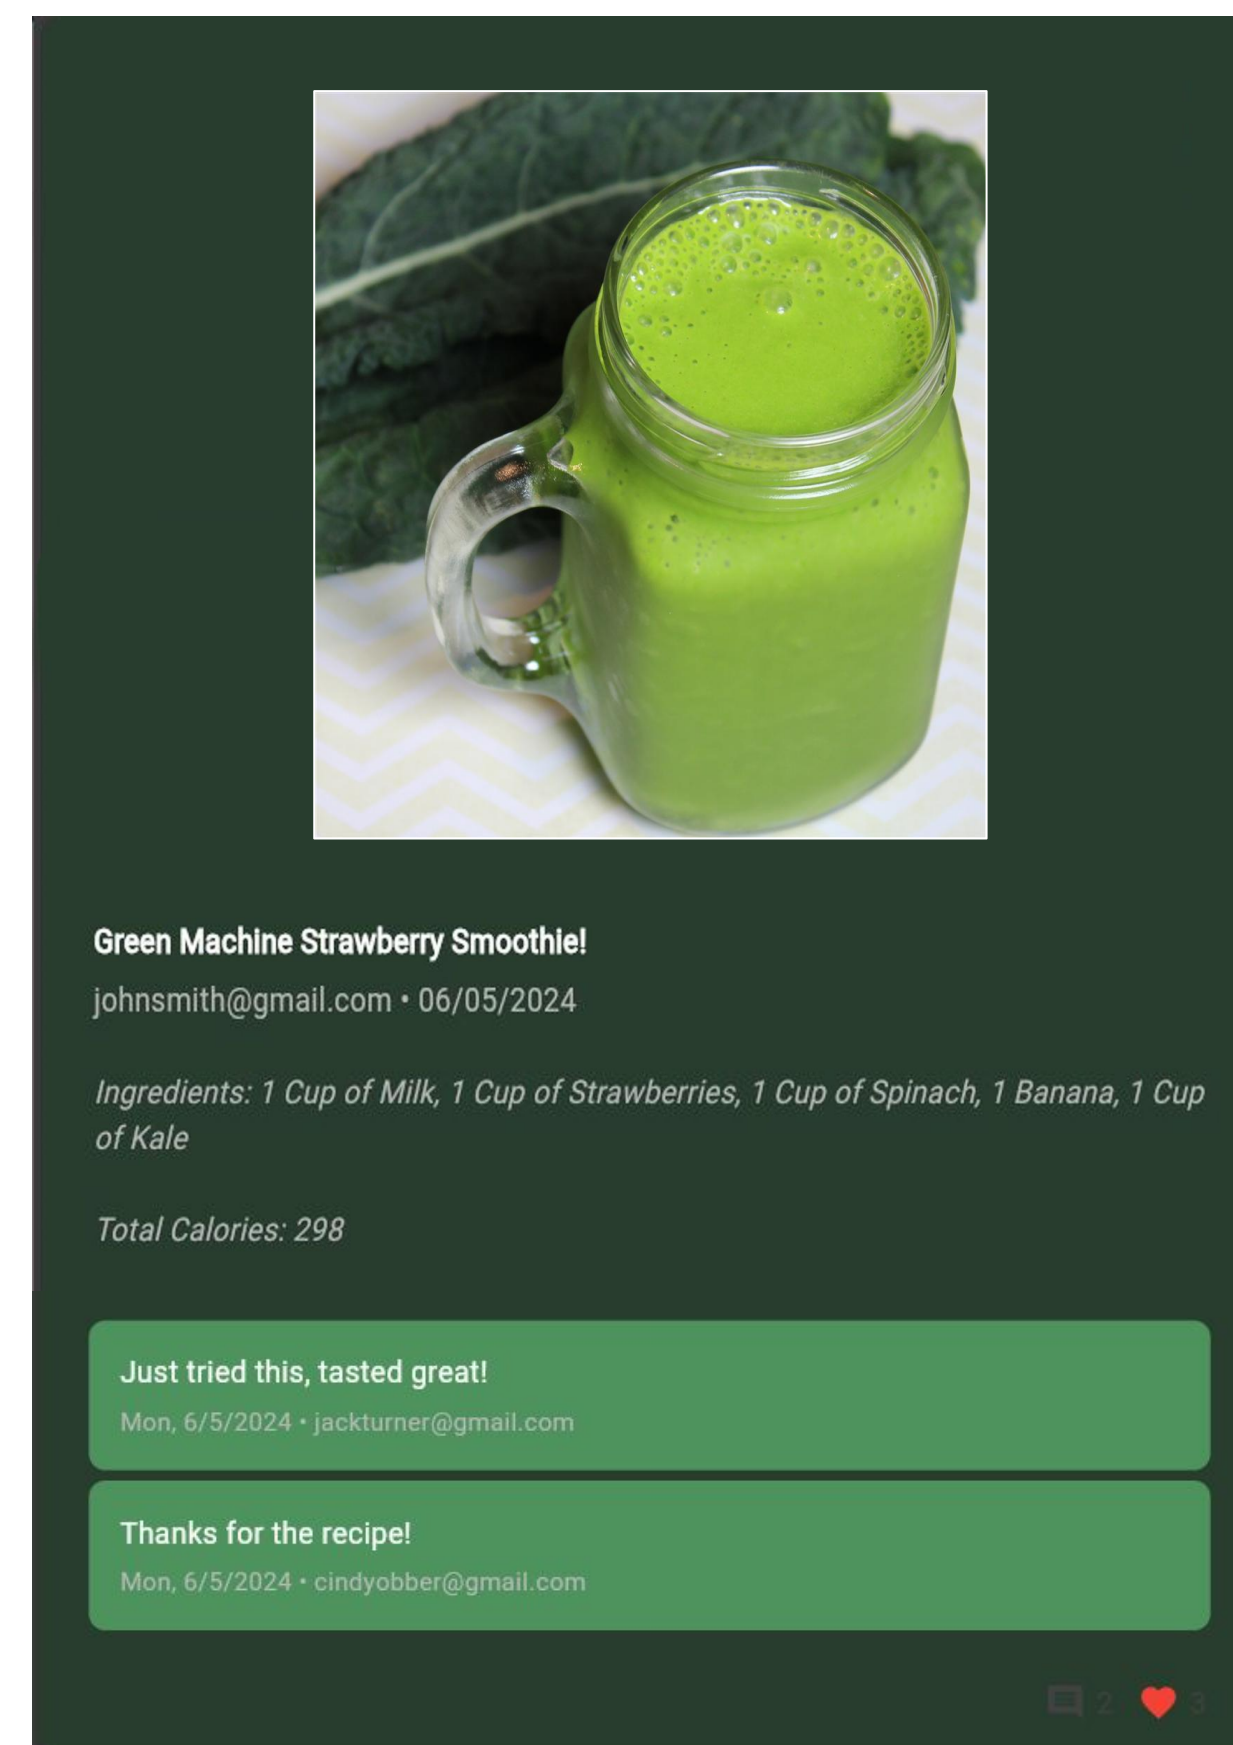 Green Machine Strawberry Smoothie!
johnsmith@gmail.com • 06/05/2024
Ingredients: 1 Cup of Milk, 1 Cup of Strawberries, 1 Cup of Spinach, 1 Banana, 1 Cup
of Kale
Total Calories: 298
Just tried this, tasted great!
Mon, 6/5/2024 • jackturner@gmail.com
Thanks for the recipe!
Mon, 6/5/2024 • cindyobber@gmail.com
2 3